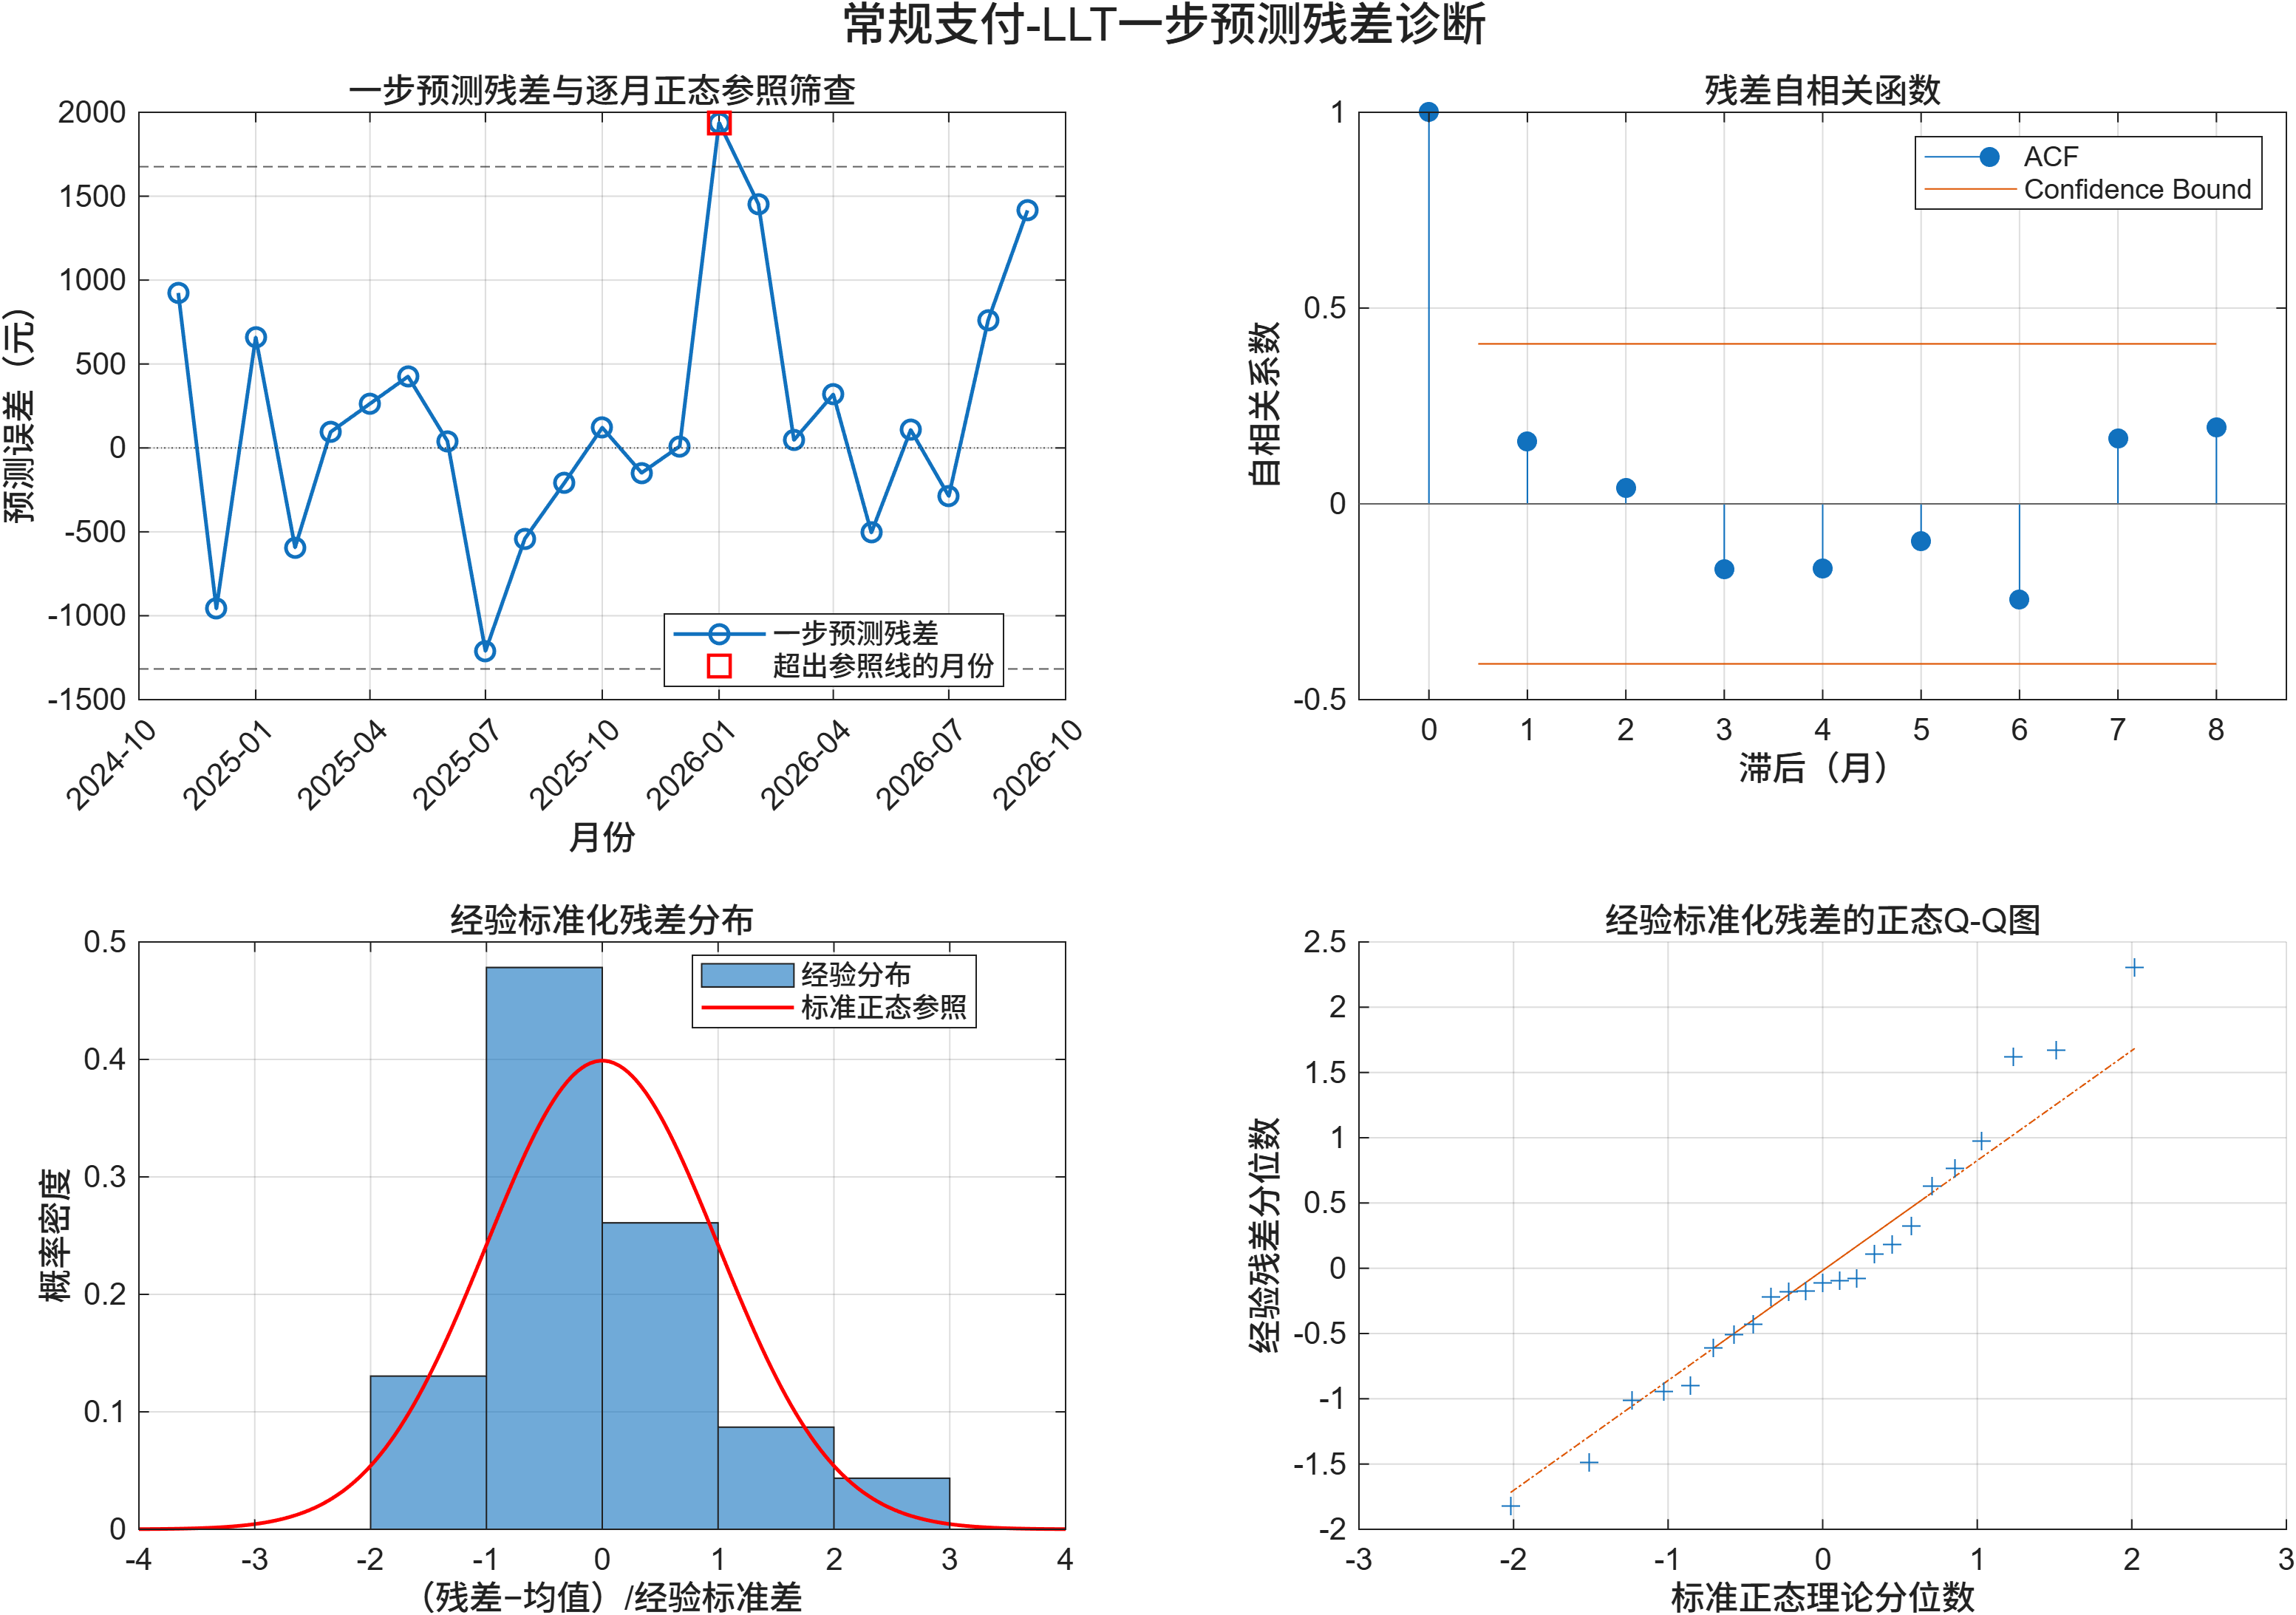 常规支付-LLT一步预测残差诊断
一步预测残差与逐月正态参照筛查
2000
1500
1000
500
0
-500
-1000
-1500
预测误差（元）
一步预测残差
超出参照线的月份
2024-10
2025-01
2025-04
2025-07
2025-10
2026-01
2026-04
2026-07
2026-10
月份
残差自相关函数
1
0.5
0
-0.5
自相关系数
ACF
Confidence Bound
0 1 2 3 4 5 6 7 8
滞后（月）
经验标准化残差分布
0.5
0.4
0.3
0.2
0.1
0
概率密度
经验分布
标准正态参照
-4 -3 -2 -1 0 1 2 3 4
（残差−均值）/经验标准差
经验标准化残差的正态Q-Q图
2.5
2
1.5
1
0.5
0
-0.5
-1
-1.5
-2
经验残差分位数
-3 -2 -1 0 1 2 3
标准正态理论分位数